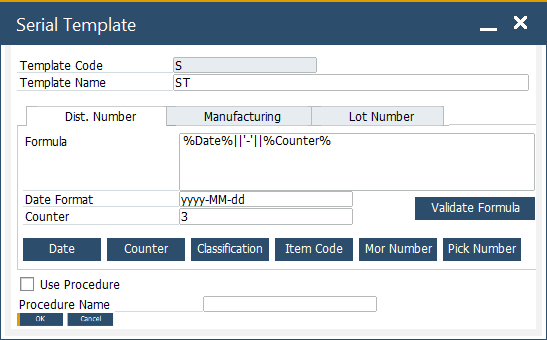 Serial Template
Template Code S
Template Name ST
Dist. Number Manufacturing Lot Number
Formula %Date%||'-'||%Counter%
Date Format yyyy-MM-dd
Counter 3
Validate Formula
Date Counter Classification Item Code Mor Number Pick Number
Use Procedure
Procedure Name
OK Cancel